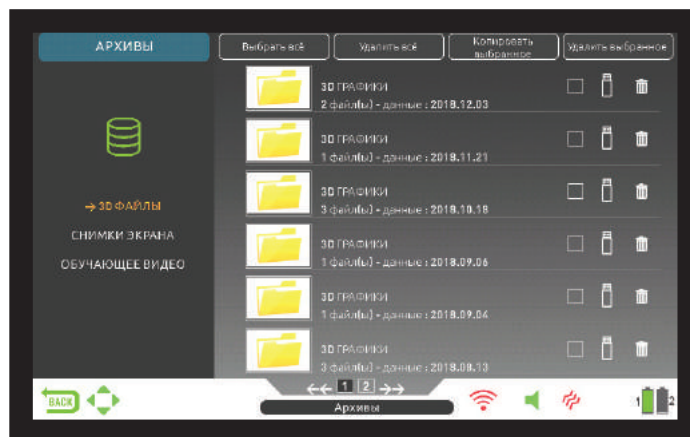 АРХИВЫ
Выбрать всё
Удалить всё
Копировать
выбранное
Удалить выбранное
3D ГРАФИКИ
2 файл(ы) - данные : 2018.12.03
3D ГРАФИКИ
1 файл(ы) - данные : 2018.11.21
3D ГРАФИКИ
3 файл(ы) - данные : 2018.10.18
3D ГРАФИКИ
1 файл(ы) - данные : 2018.09.06
3D ГРАФИКИ
1 файл(ы) - данные : 2018.09.04
3D ГРАФИКИ
3 файл(ы) - данные : 2018.08.13
→ 3D ФАЙЛЫ
СНИМКИ ЭКРАНА
ОБУЧАЮЩЕЕ ВИДЕО
BACK
←← 1 2 →→
Архивы
1 2